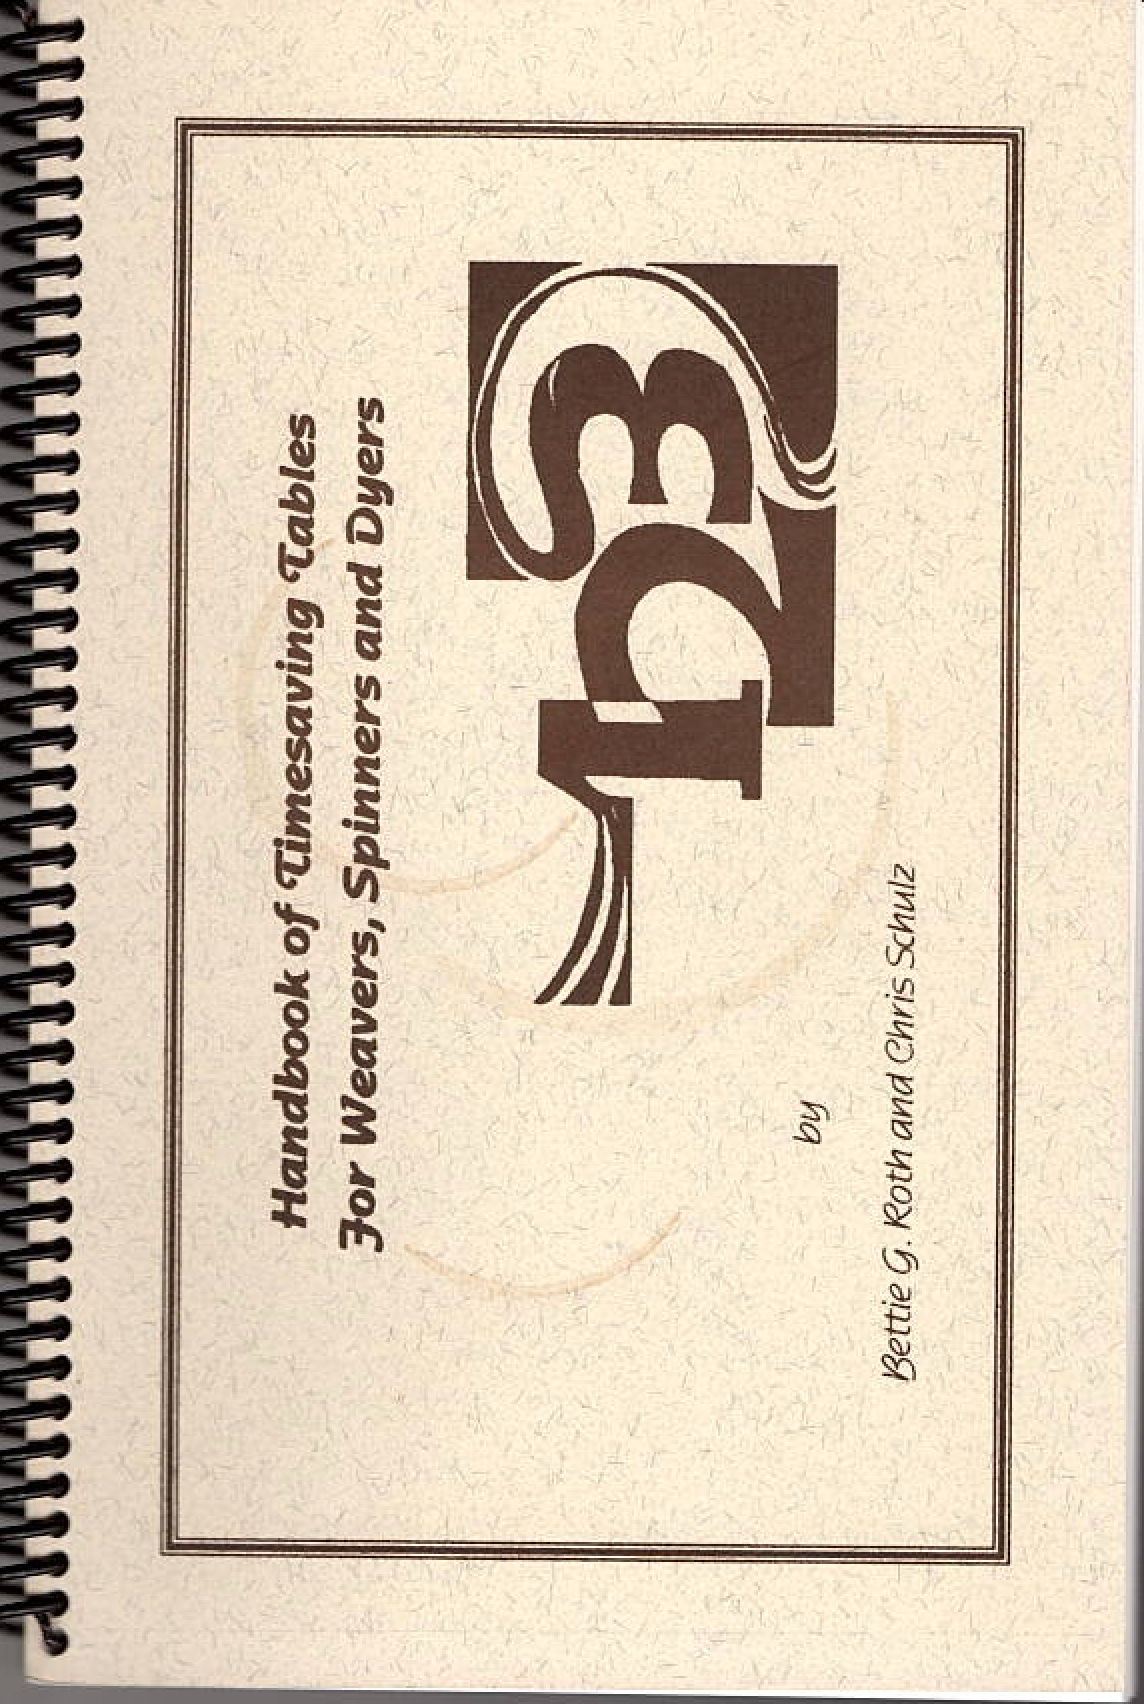 Handbook of Timesaving Tables
For Weavers, Spinners and Dyers
123
by
Bettie G. Roth and Chris Schulz